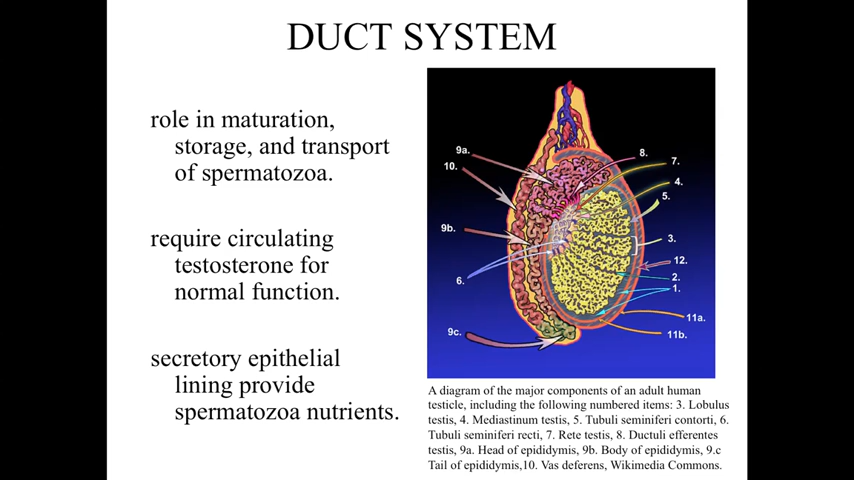 DUCT SYSTEM
role in maturation,
storage, and transport
of spermatozoa.
require circulating
testosterone for
normal function.
secretory epithelial
lining provide
spermatozoa nutrients.
9a.
10.
9b.
6.
9c.
8.
7.
4.
5.
3.
12.
2.
1.
11a.
11b.
A diagram of the major components of an adult human
testicle, including the following numbered items: 3. Lobulus
testis, 4. Mediastinum testis, 5. Tubuli seminiferi contorti, 6.
Tubuli seminiferi recti, 7. Rete testis, 8. Ductuli efferentes
testis, 9a. Head of epididymis, 9b. Body of epididymis, 9.c
Tail of epididymis,10. Vas deferens, Wikimedia Commons.